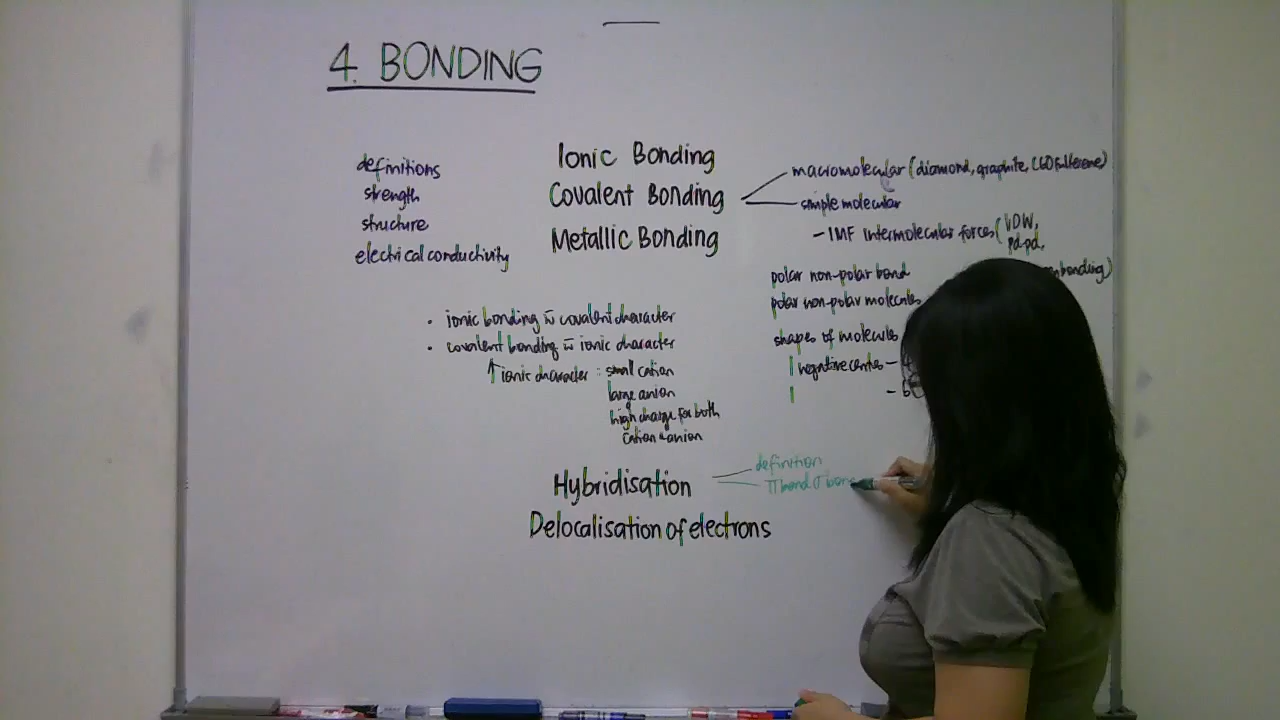 4. BONDING
definitions
strength
structure
electrical conductivity
Ionic Bonding
Covalent Bonding
Metallic Bonding
macromolecular (diamond, graphite, C60 fullerene)
simple molecular
- IMF intermolecular forces (VDW,
pd-pd,
bonding)
polar non-polar bond
polar non-polar molecules
shapes of molecules
negative centres -
-
• ionic bonding w̄ covalent character
• covalent bonding w̄ ionic character
↑ ionic character : small cation
large anion
high charge for both
cation & anion
Hybridisation
definition
π bond σ bon
Delocalisation of electrons